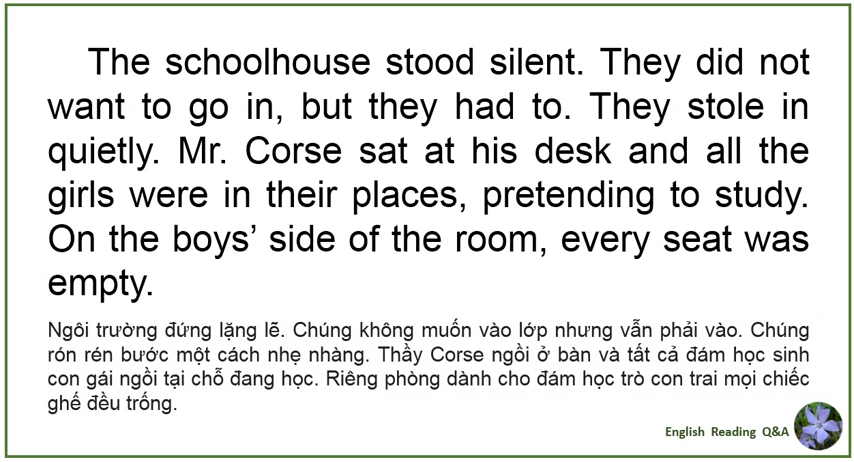 The schoolhouse stood silent. They did not
want to go in, but they had to. They stole in
quietly. Mr. Corse sat at his desk and all the
girls were in their places, pretending to study.
On the boys’ side of the room, every seat was
empty.
Ngôi trường đứng lặng lẽ. Chúng không muốn vào lớp nhưng vẫn phải vào. Chúng
rón rén bước một cách nhẹ nhàng. Thầy Corse ngồi ở bàn và tất cả đám học sinh
con gái ngồi tại chỗ đang học. Riêng phòng dành cho đám học trò con trai mọi chiếc
ghế đều trống.
English Reading Q&A